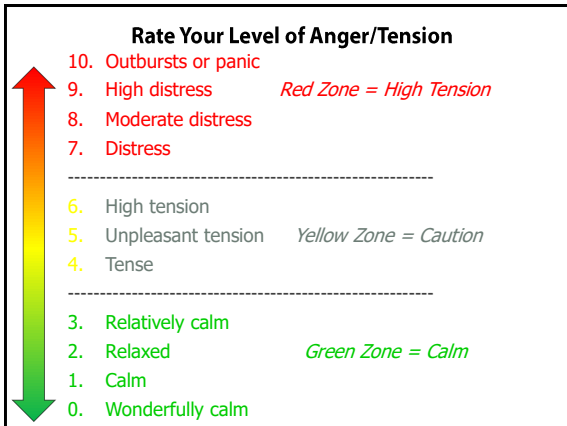 Rate Your Level of Anger/Tension
10. Outbursts or panic
9. High distress Red Zone = High Tension
8. Moderate distress
7. Distress
---------------------------------------------------------
6. High tension
5. Unpleasant tension Yellow Zone = Caution
4. Tense
---------------------------------------------------------
3. Relatively calm
2. Relaxed Green Zone = Calm
1. Calm
0. Wonderfully calm